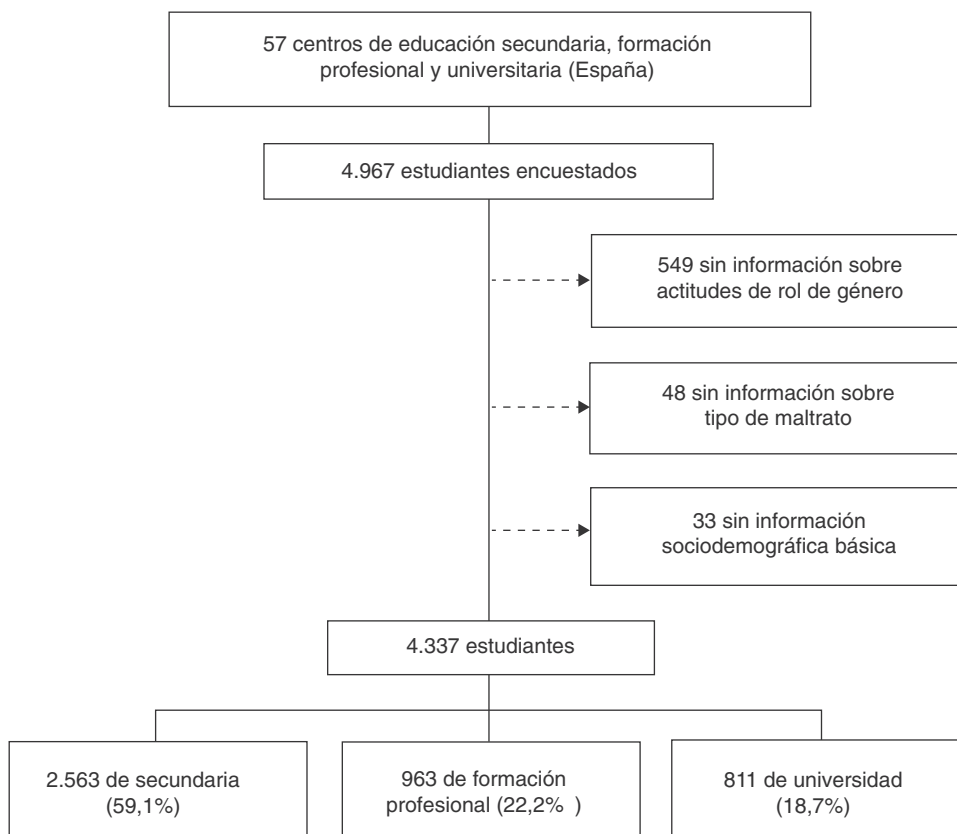 57 centros de educación secundaria, formación
profesional y universitaria (España)
4.967 estudiantes encuestados
549 sin información sobre
actitudes de rol de género
48 sin información sobre
tipo de maltrato
33 sin información
sociodemográfica básica
4.337 estudiantes
2.563 de secundaria
(59,1%)
963 de formación
profesional (22,2% )
811 de universidad
(18,7%)